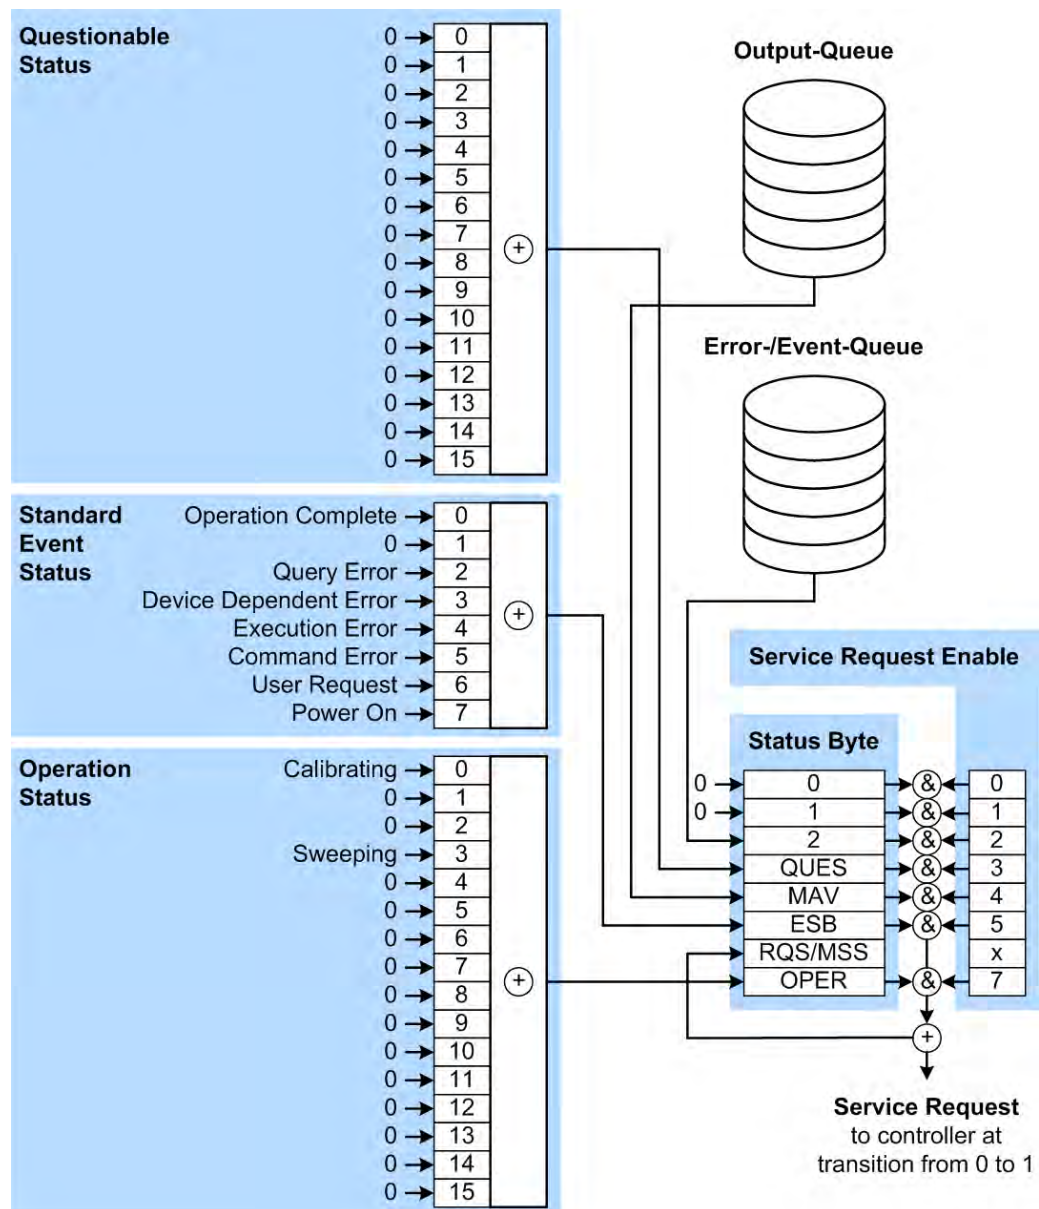 Questionable
Status
0 0
0 1
0 2
0 3
0 4
0 5
0 6
0 7
0 8
0 9
0 10
0 11
0 12
0 13
0 14
0 15
+
Output-Queue
Error-/Event-Queue
Standard
Event
Status
Operation Complete 0
0 1
Query Error 2
Device Dependent Error 3
Execution Error 4
Command Error 5
User Request 6
Power On 7
+
Operation
Status
Calibrating 0
0 1
0 2
Sweeping 3
0 4
0 5
0 6
0 7
0 8
0 9
0 10
0 11
0 12
0 13
0 14
0 15
+
Service Request Enable
Status Byte
0 0 & 0
0 1 & 1
2 & 2
QUES & 3
MAV & 4
ESB & 5
RQS/MSS x
OPER & 7
+
Service Request
to controller at
transition from 0 to 1